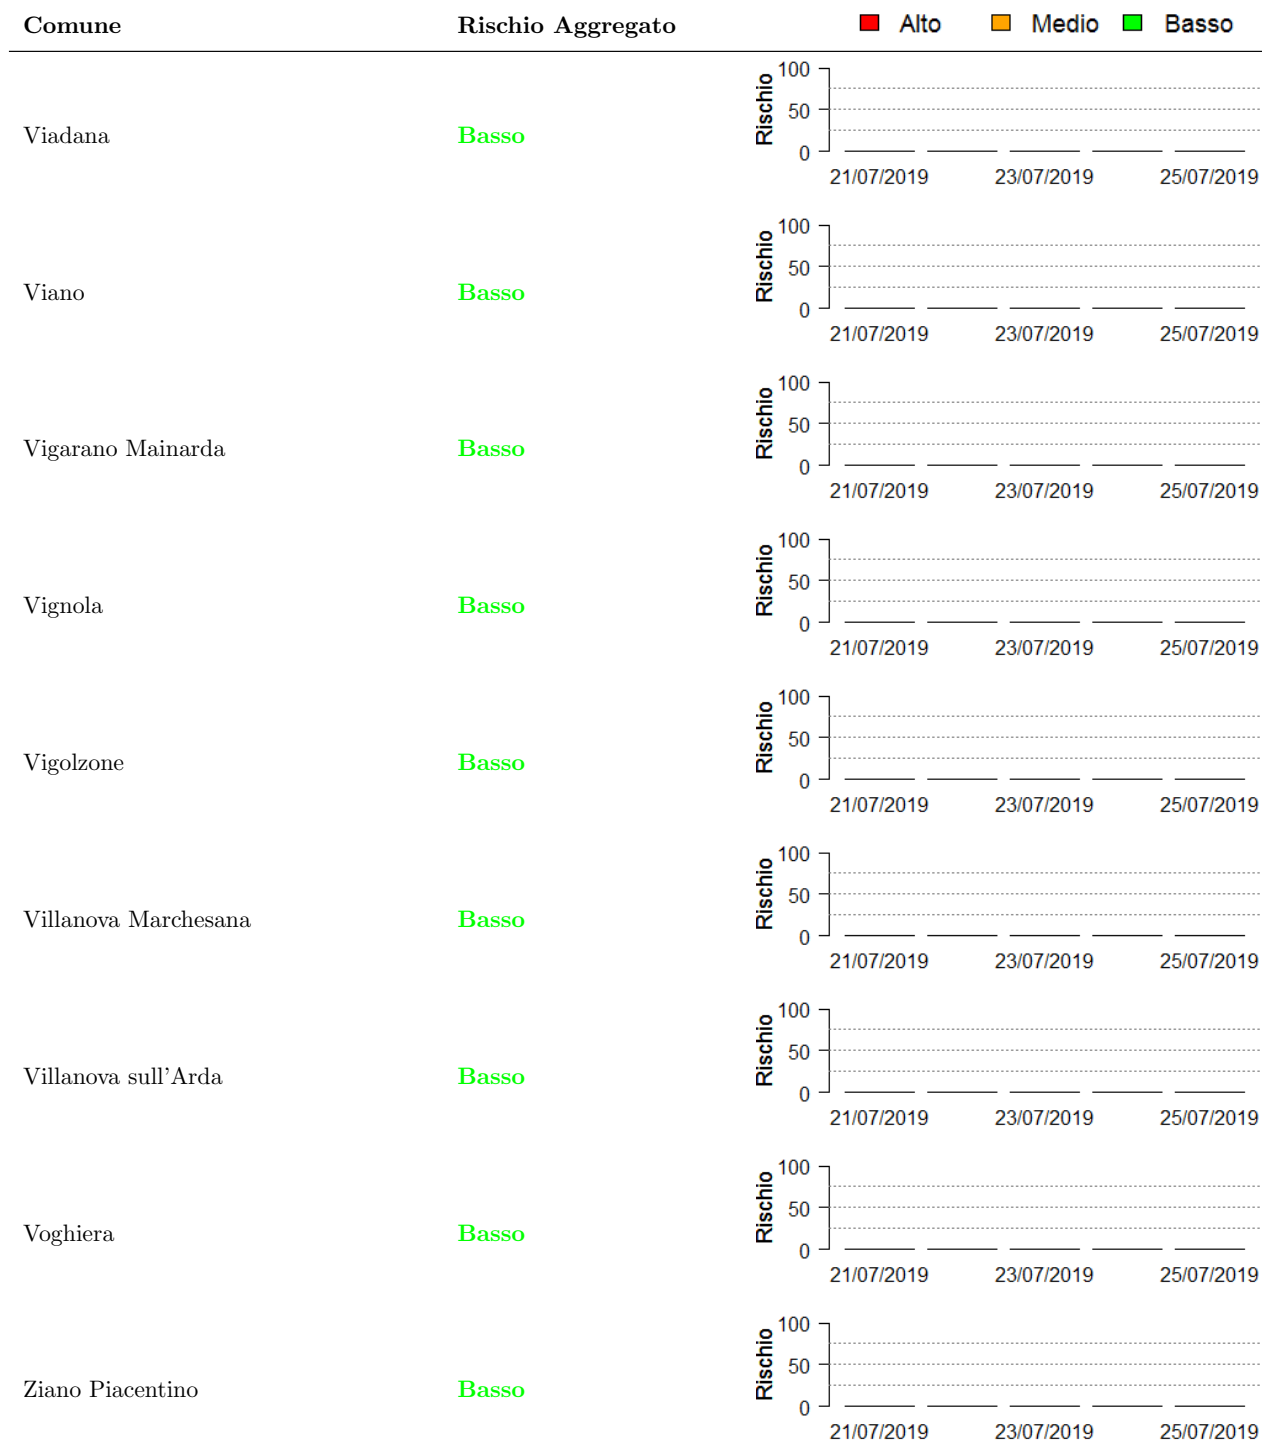 Comune Rischio Aggregato Alto Medio Basso
Viadana Basso Rischio 100 50 0
21/07/2019 23/07/2019 25/07/2019
Viano Basso Rischio 100 50 0
21/07/2019 23/07/2019 25/07/2019
Vigarano Mainarda Basso Rischio 100 50 0
21/07/2019 23/07/2019 25/07/2019
Vignola Basso Rischio 100 50 0
21/07/2019 23/07/2019 25/07/2019
Vigolzone Basso Rischio 100 50 0
21/07/2019 23/07/2019 25/07/2019
Villanova Marchesana Basso Rischio 100 50 0
21/07/2019 23/07/2019 25/07/2019
Villanova sull'Arda Basso Rischio 100 50 0
21/07/2019 23/07/2019 25/07/2019
Voghiera Basso Rischio 100 50 0
21/07/2019 23/07/2019 25/07/2019
Ziano Piacentino Basso Rischio 100 50 0
21/07/2019 23/07/2019 25/07/2019